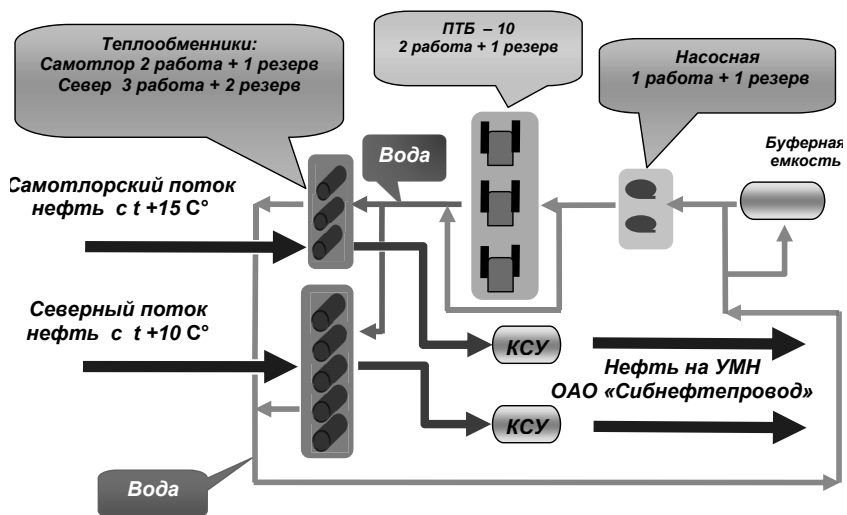 Теплообменники:
Самотлор 2 работа + 1 резерв
Север 3 работа + 2 резерв
ПТБ – 10
2 работа + 1 резерв
Насосная
1 работа + 1 резерв
Буферная
емкость
Вода
Самотлорский поток
нефть с t +15 С°
Северный поток
нефть с t +10 С°
КСУ
Нефть на УМН
ОАО «Сибнефтепровод»
КСУ
Вода